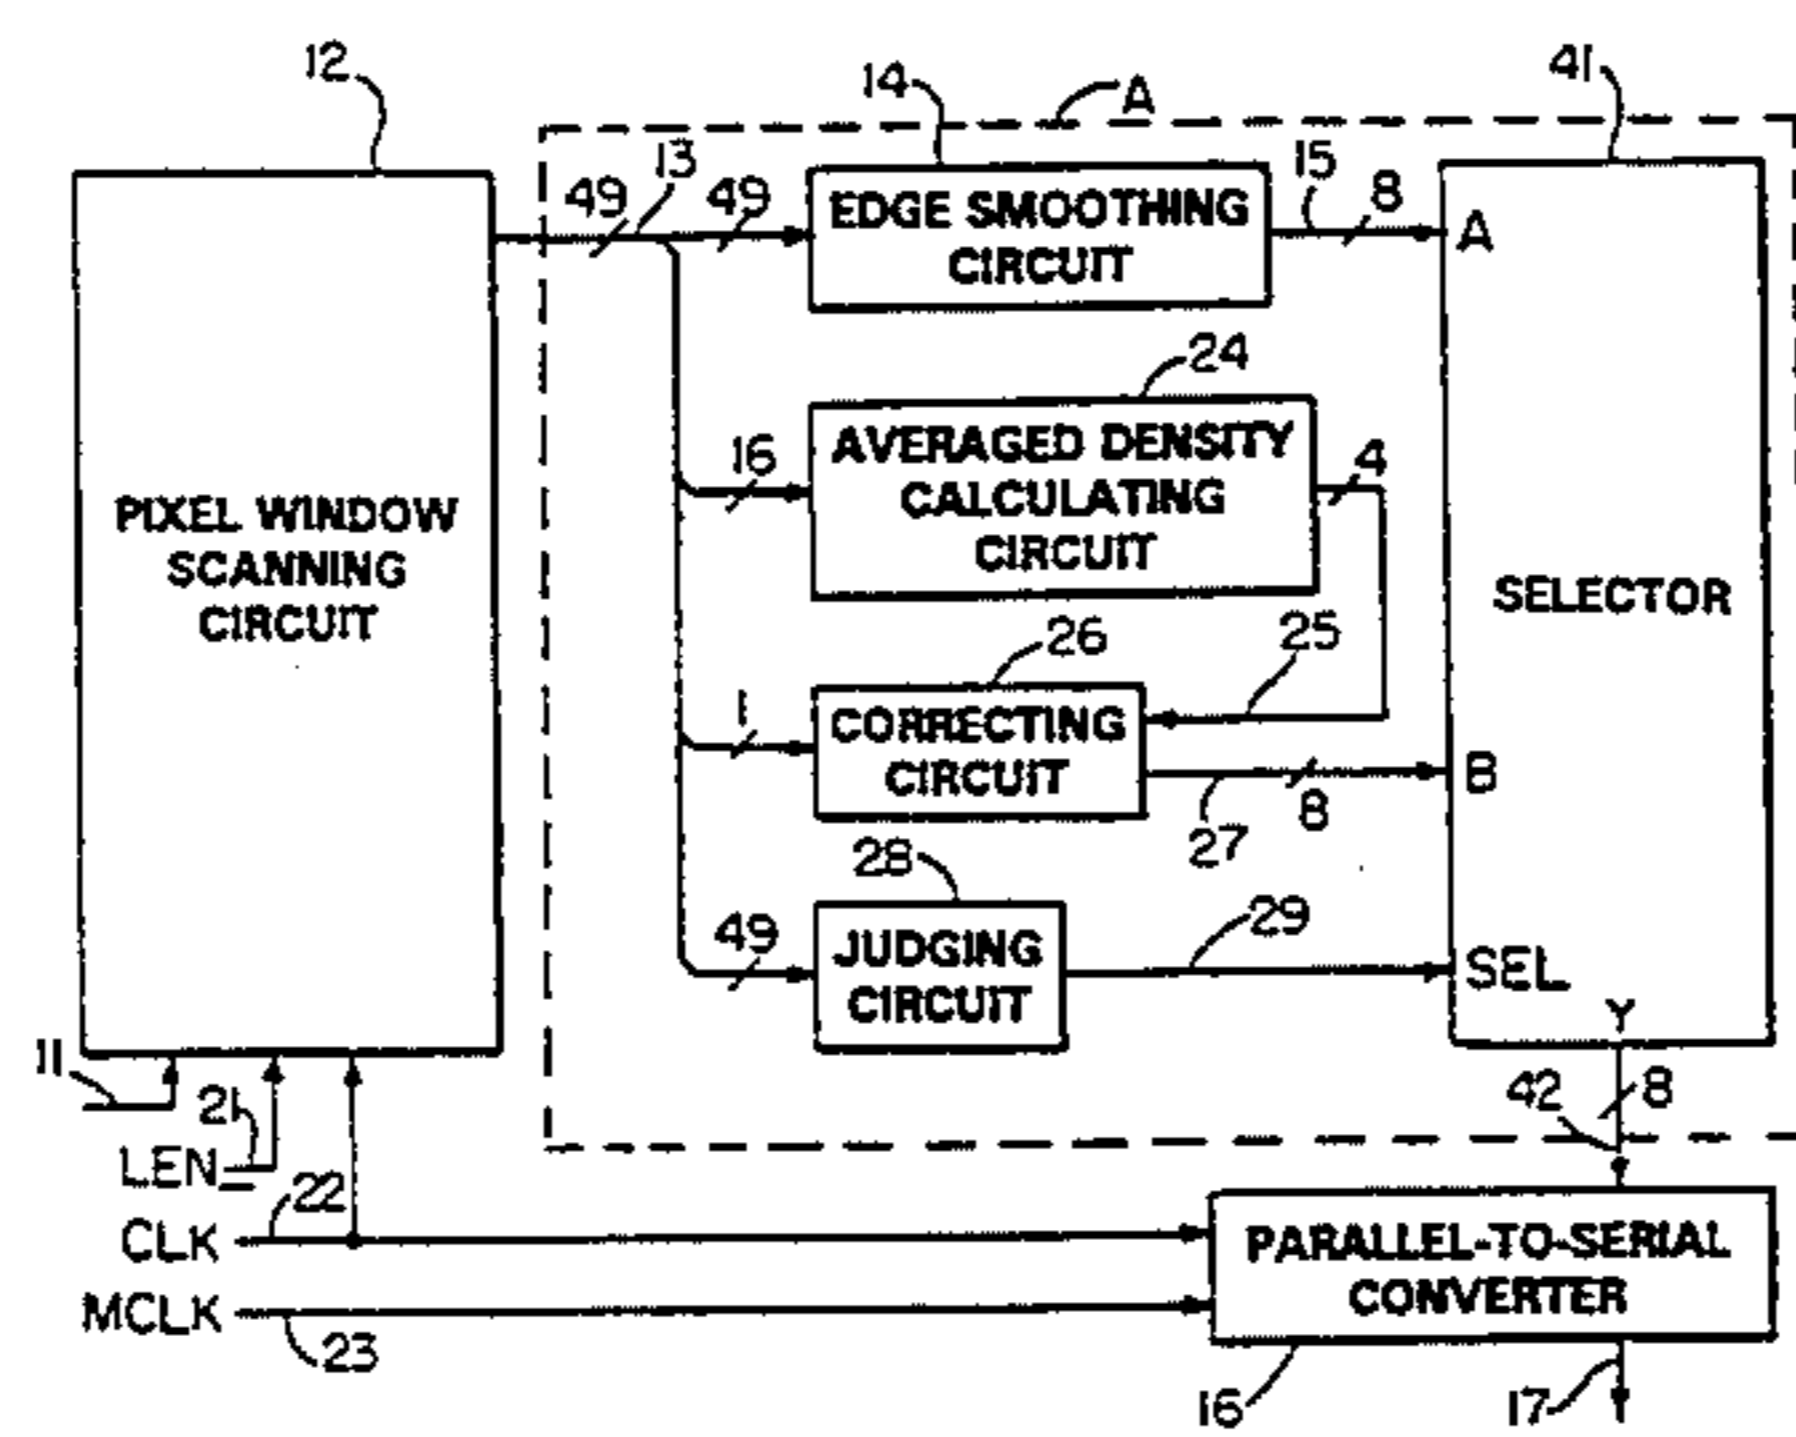 12
14
A
41
49
13
49
EDGE SMOOTHING
CIRCUIT
15
8
A
24
16
AVERAGED DENSITY
CALCULATING
CIRCUIT
4
PIXEL WINDOW
SCANNING
CIRCUIT
SELECTOR
26
25
1
CORRECTING
CIRCUIT
B
8
27
28
49
JUDGING
CIRCUIT
29
SEL
Y
11
21
LEN
42
8
22
CLK
PARALLEL-TO-SERIAL
CONVERTER
MCLK
23
16
17